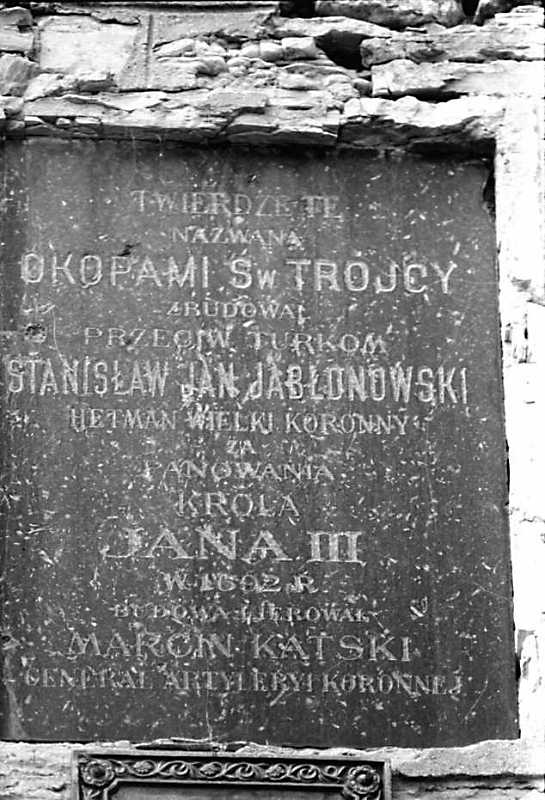 TWIERDZE TĘ
NAZWANĄ
OKOPAMI Św TRÓJCY
ZBUDOWAŁ
PRZECIW TURKOM
STANISŁAW JAN JABŁONOWSKI
HETMAN WIELKI KORONNY
ZA
PANOWANIA
KRÓLA
JANA III
W 1692 R
BUDOWĄ KIEROWAŁ
MARCIN KĄTSKI
GENERAŁ ARTYLERYI KORONNEJ